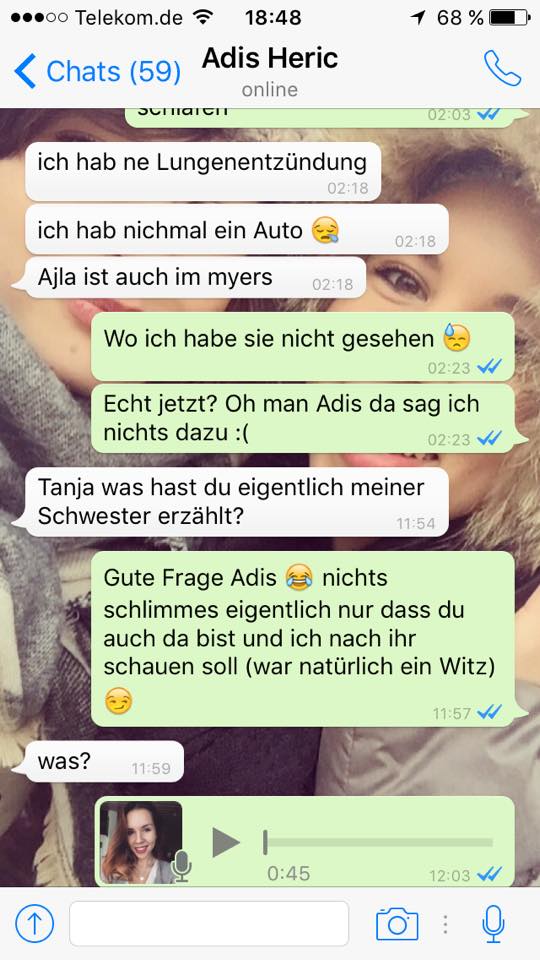 Telekom.de 18:48 68 %
Chats (59) Adis Heric
online
schlafen
02:03
ich hab ne Lungenentzündung
02:18
ich hab nichmal ein Auto 😪
02:18
Ajla ist auch im myers
02:18
Wo ich habe sie nicht gesehen 😓
02:23
Echt jetzt? Oh man Adis da sag ich
nichts dazu :(
02:23
Tanja was hast du eigentlich meiner
Schwester erzählt?
11:54
Gute Frage Adis 😂 nichts
schlimmes eigentlich nur dass du
auch da bist und ich nach ihr
schauen soll (war natürlich ein Witz)
😏
11:57
was?
11:59
0:45
12:03